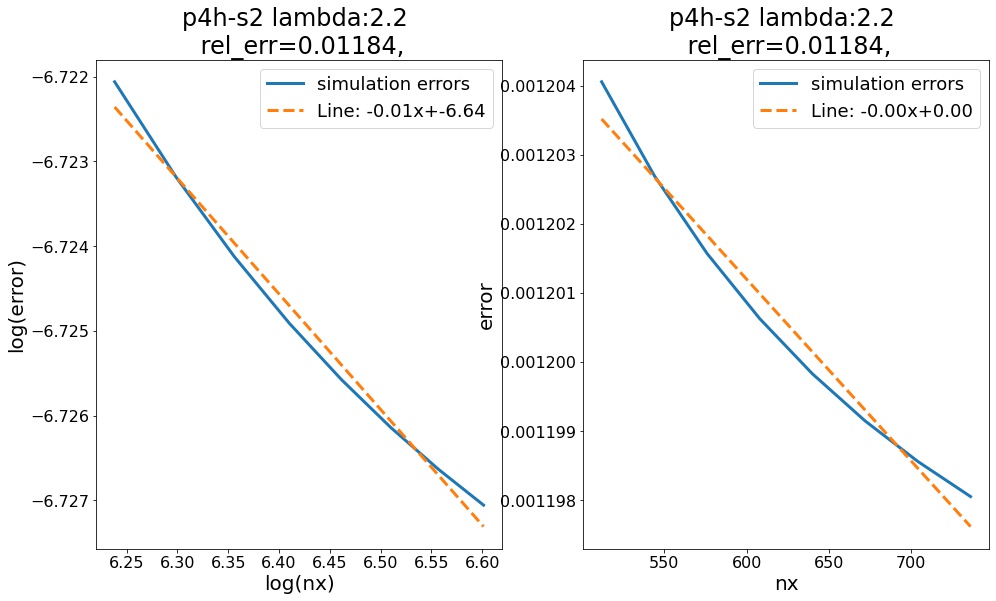 p4h-s2 lambda:2.2
rel_err=0.01184,
simulation errors
Line: -0.01x+-6.64
−6.722
−6.723
−6.724
−6.725
−6.726
−6.727
log(error)
6.25 6.30 6.35 6.40 6.45 6.50 6.55 6.60
log(nx)
p4h-s2 lambda:2.2
rel_err=0.01184,
simulation errors
Line: -0.00x+0.00
0.001204
0.001203
0.001202
0.001201
0.001200
0.001199
0.001198
error
550 600 650 700
nx